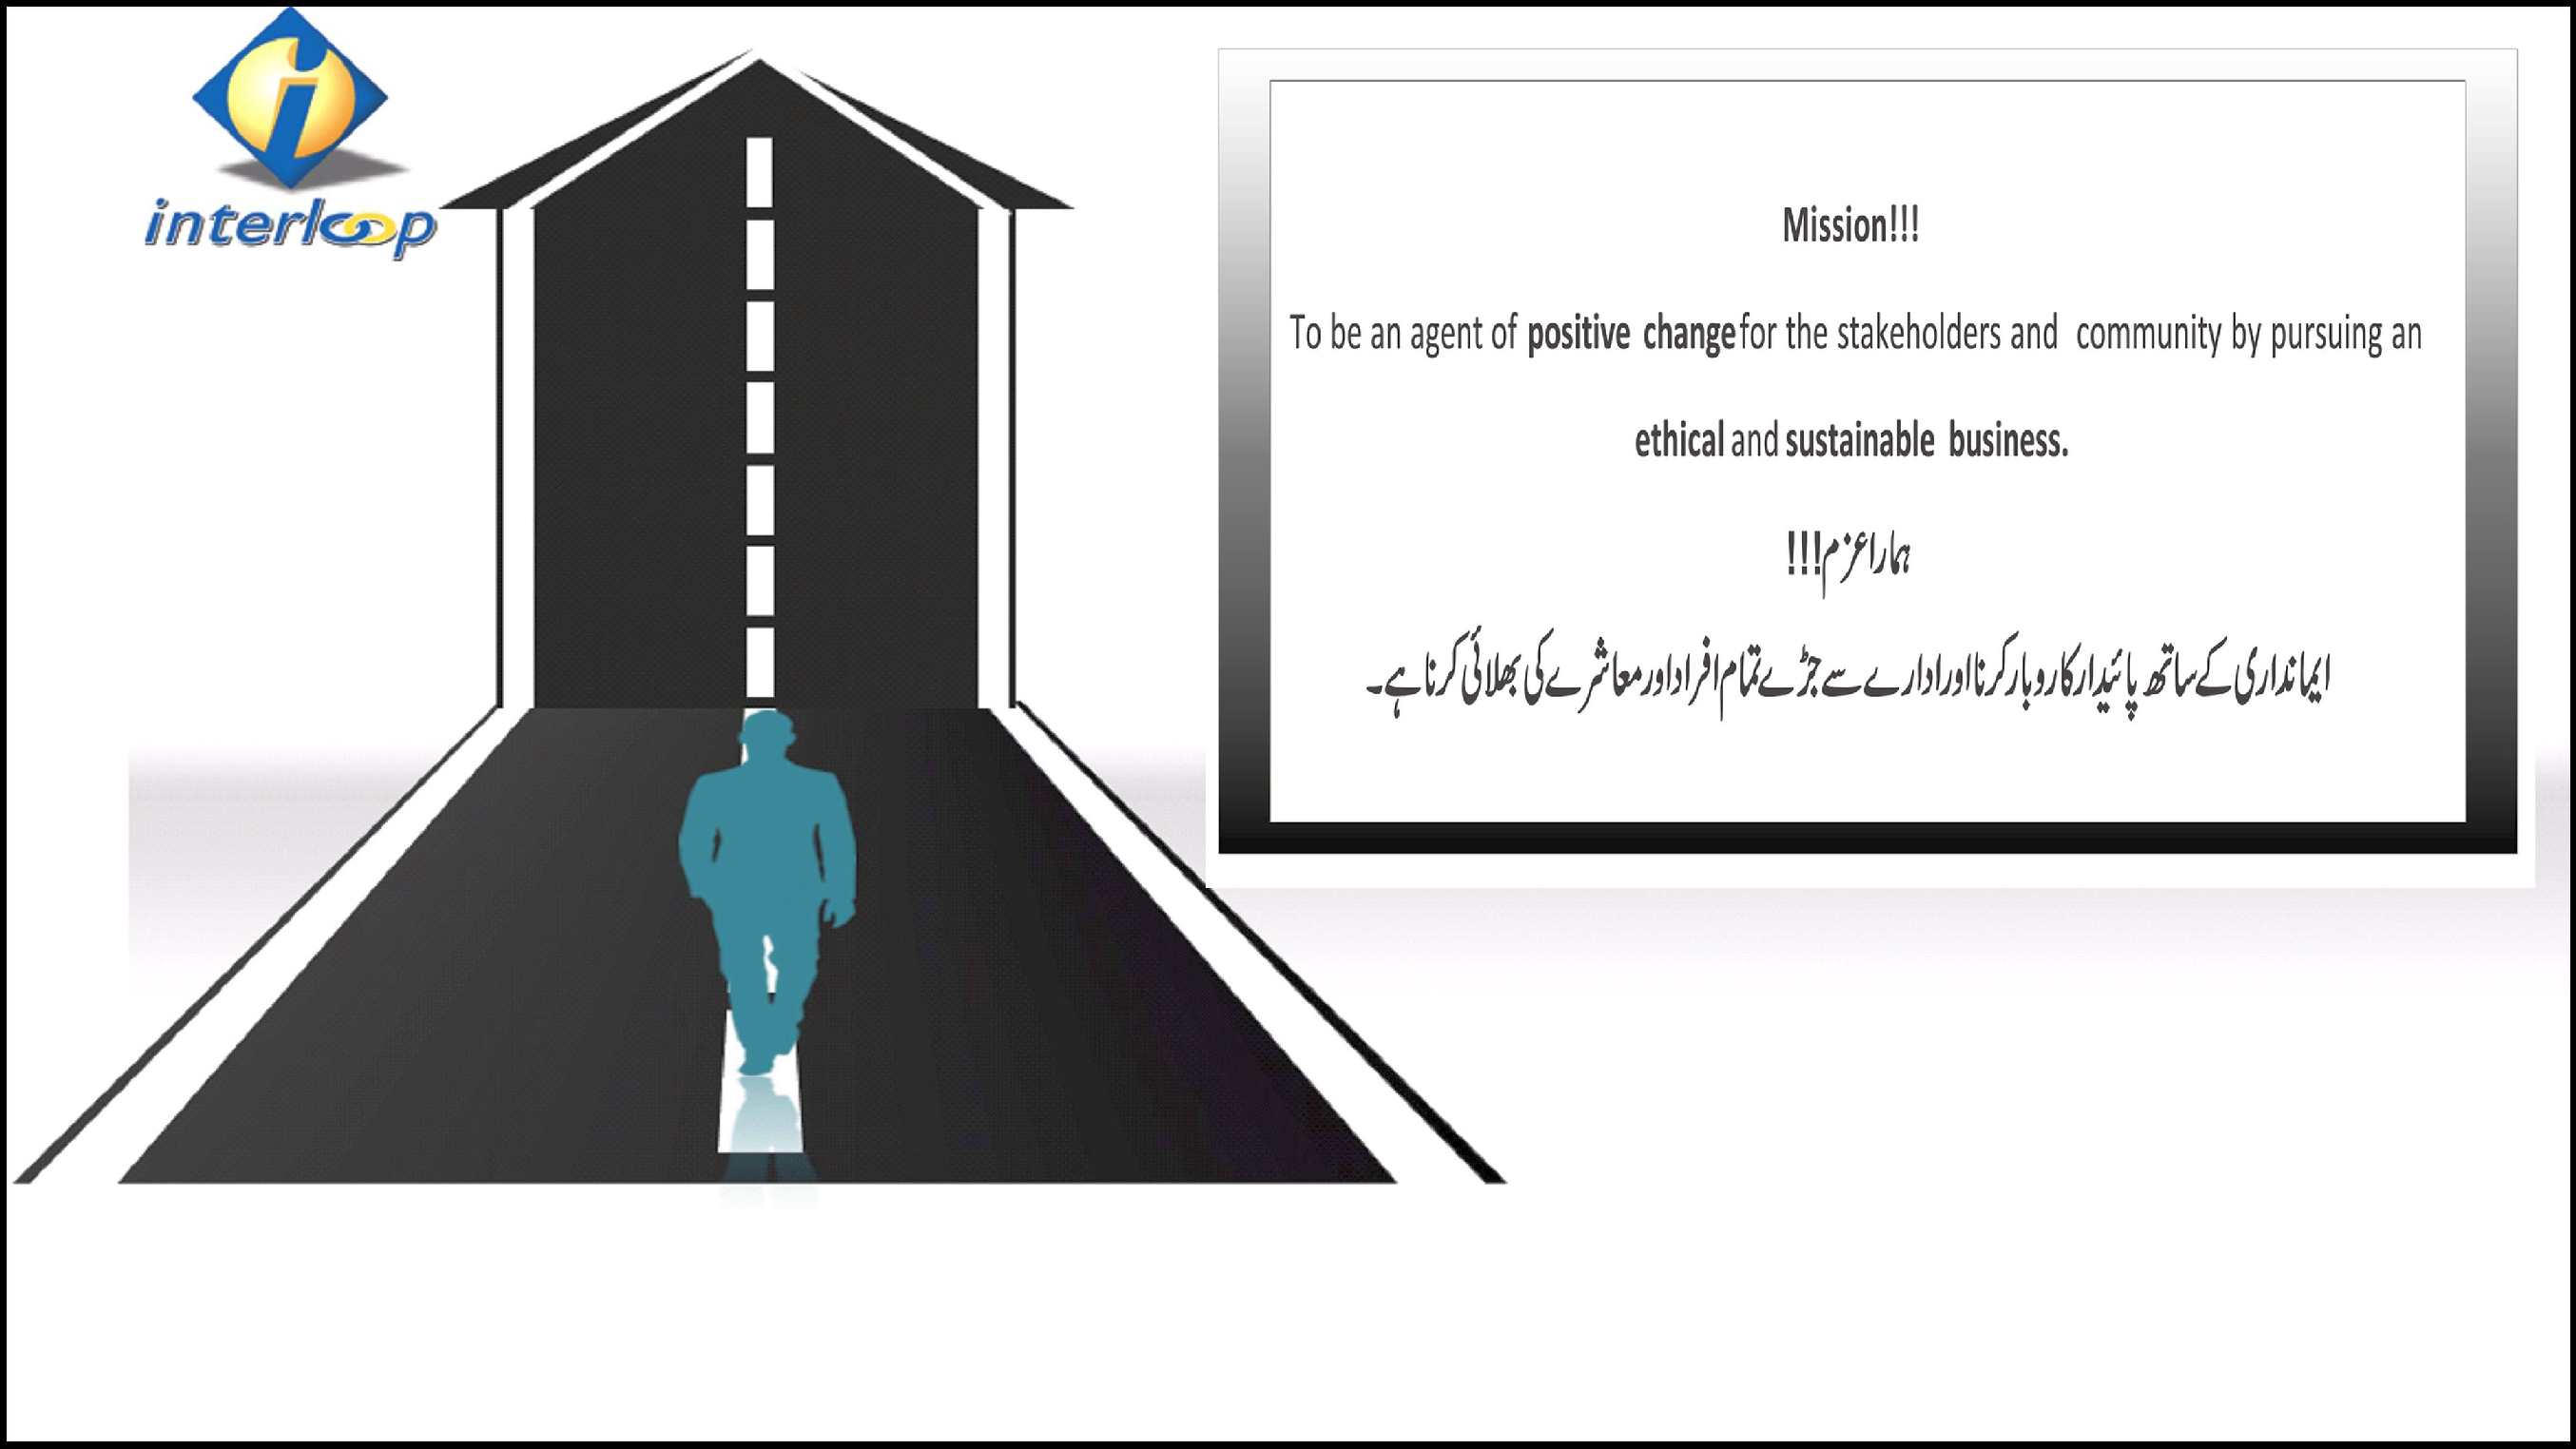 interloop
Mission!!!
To be an agent of positive change for the stakeholders and community by pursuing an
ethical and sustainable business.
ہمارا عزم!!!
ایمانداری کے ساتھ پائیدار کاروبار کرنا اور ادارے سے جڑے تمام افراد اور معاشرے کی بھلائی کرنا ہے۔